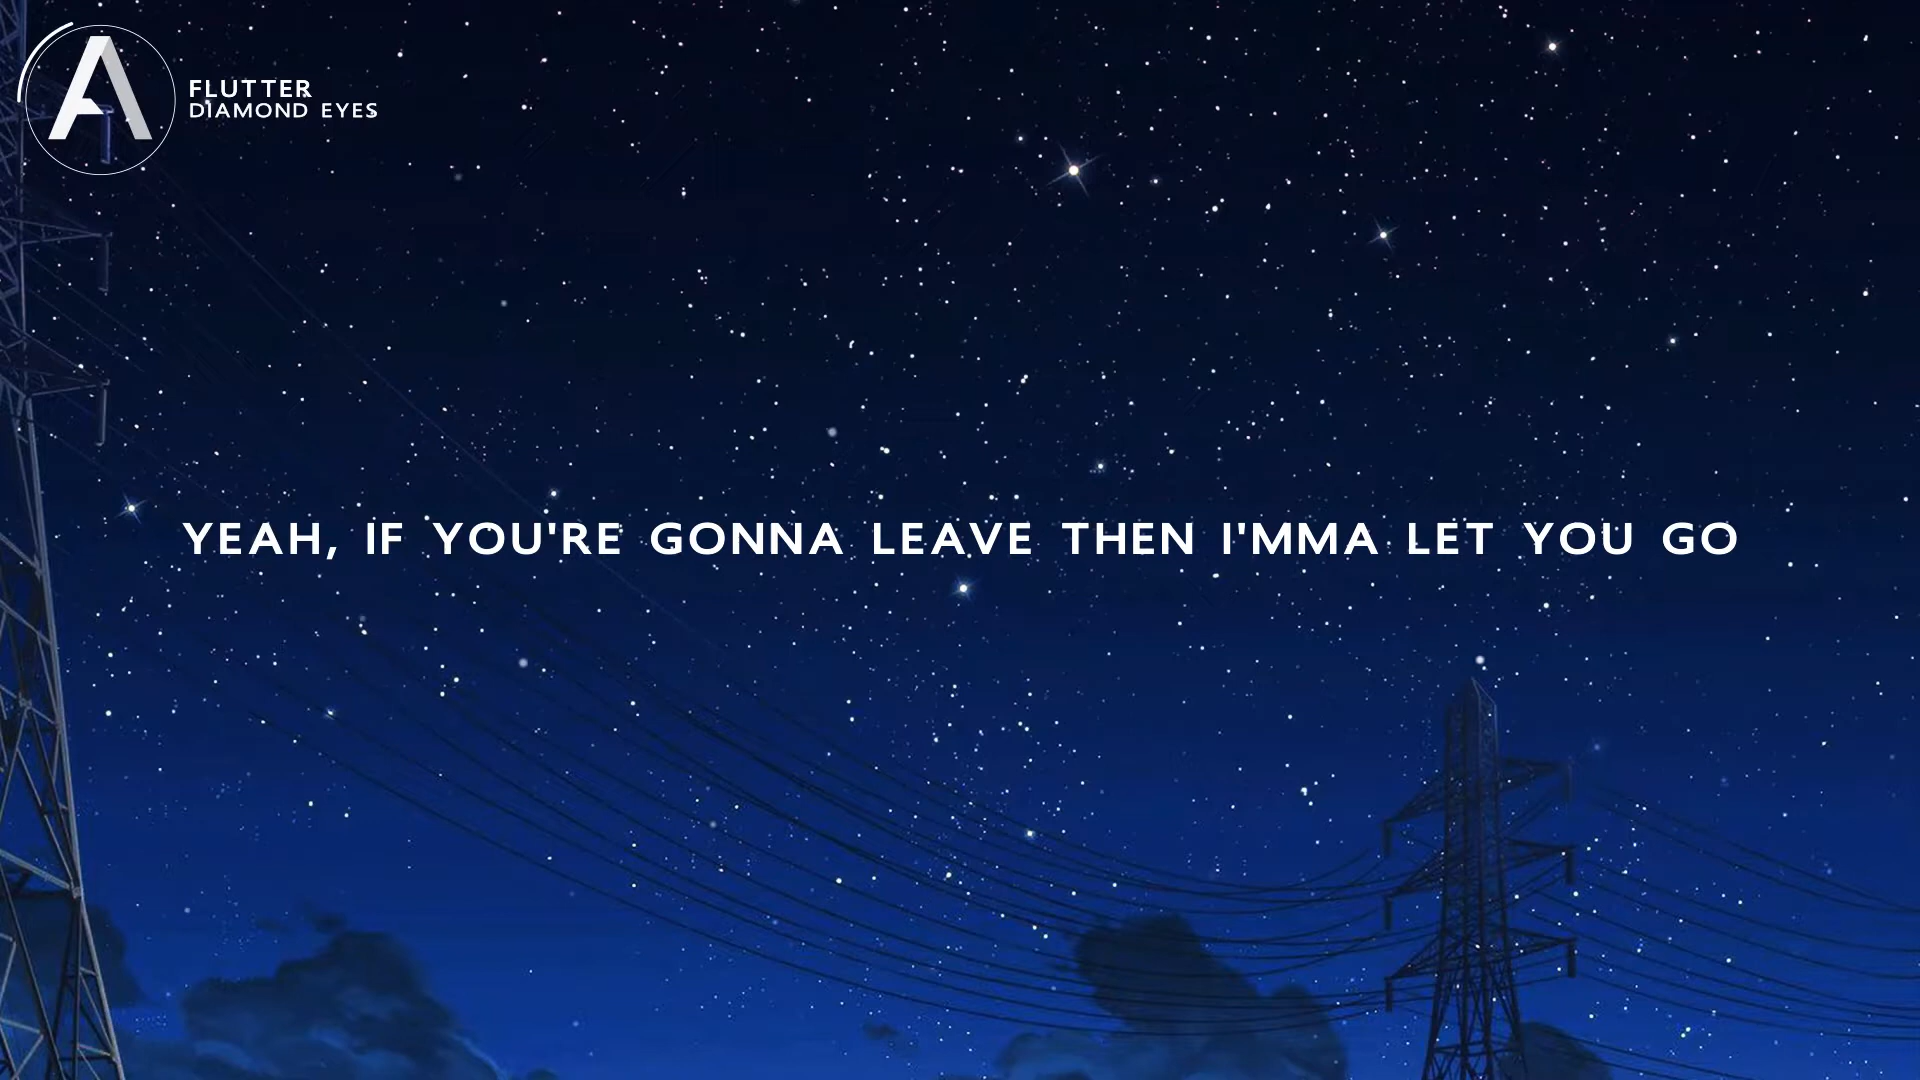 A
FLUTTER
DIAMOND EYES
YEAH, IF YOU'RE GONNA LEAVE THEN I'MMA LET YOU GO